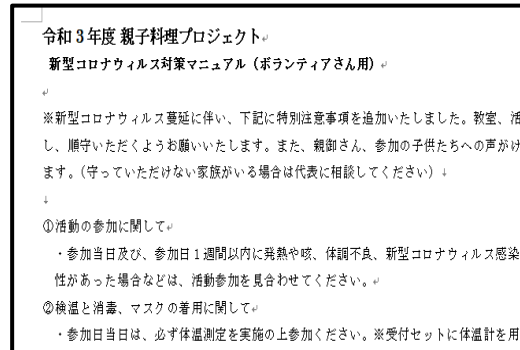 令和３年度 親子料理プロジェクト
新型コロナウィルス対策マニュアル（ボランティアさん用）
※新型コロナウィルス蔓延に伴い、下記に特別注意事項を追加いたしました。教室、活
し、順守いただくようお願いいたします。また、親御さん、参加の子供たちへの声がけ
ます。（守っていただけない家族がいる場合は代表に相談してください）
①活動の参加に関して
・参加当日及び、参加日１週間以内に発熱や咳、体調不良、新型コロナウィルス感染
性があった場合などは、活動参加を見合わせてください。
②検温と消毒、マスクの着用に関して
・参加日当日は、必ず体温測定を実施の上参加ください。※受付セットに体温計を用